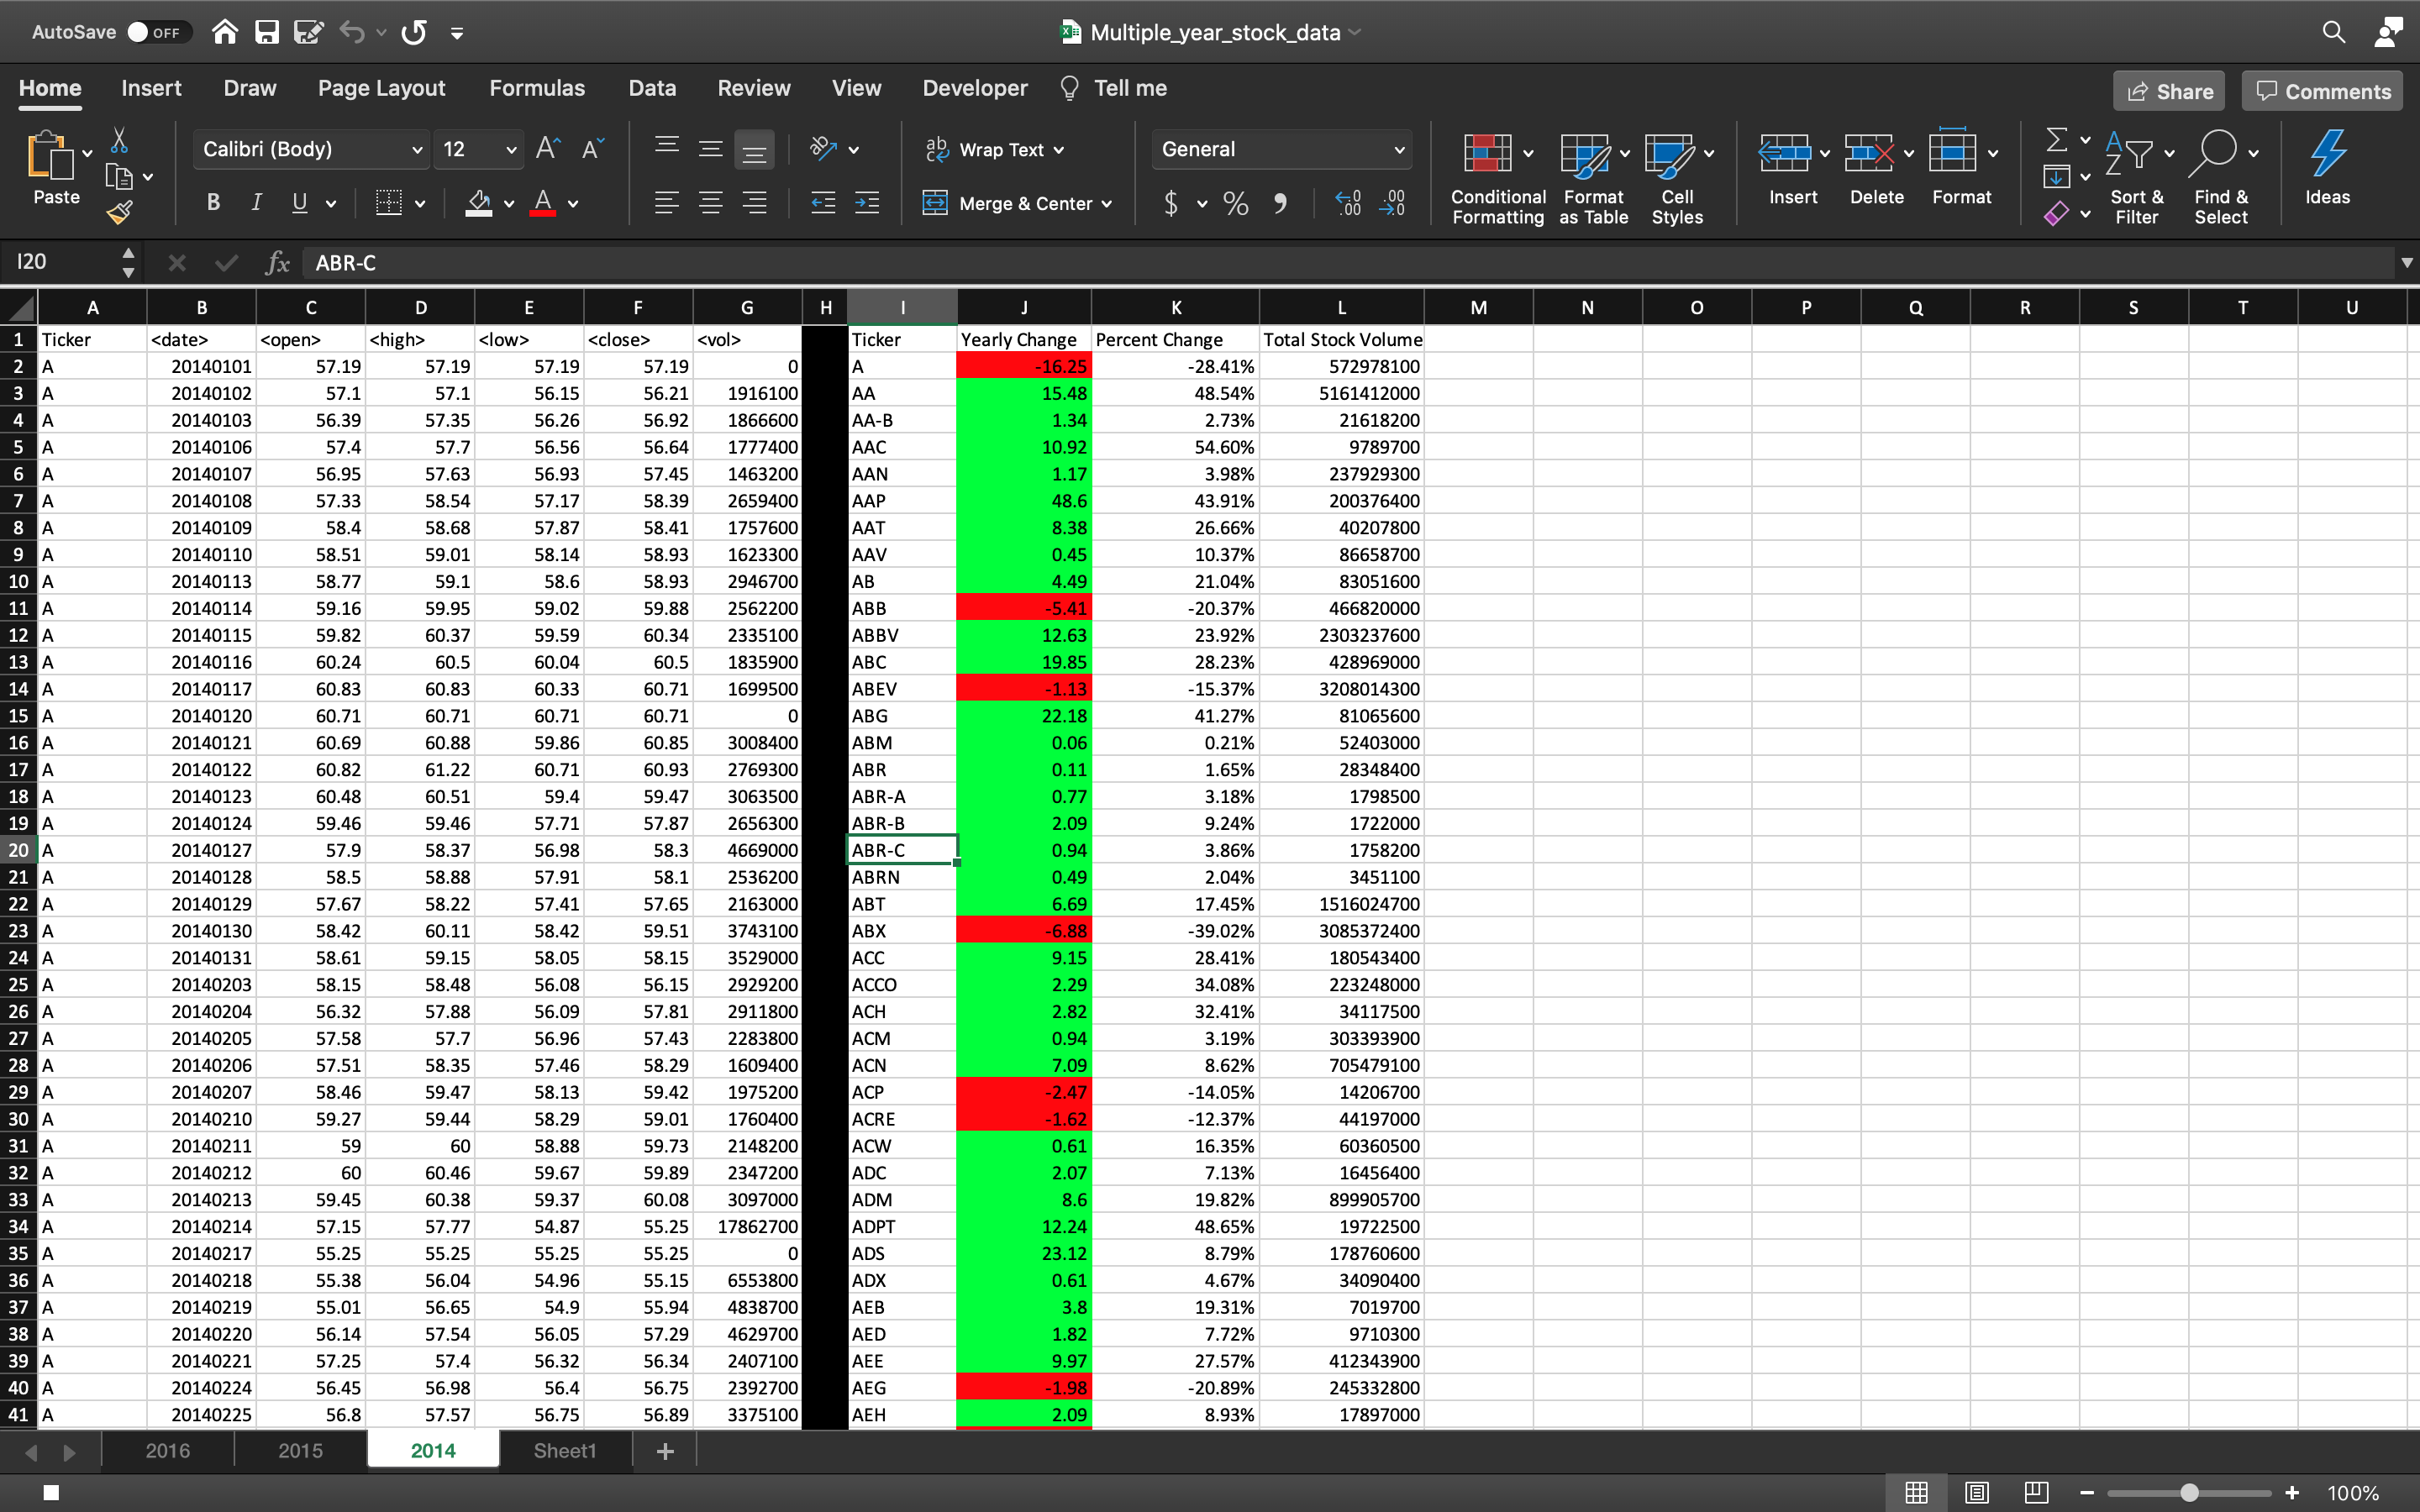 AutoSave OFF Multiple_year_stock_data
Home Insert Draw Page Layout Formulas Data Review View Developer Tell me Share Comments
Calibri (Body) 12 A A ab Wrap Text General
Paste B I U A c Merge & Center $ % Conditional Formatting Format as Table Cell Styles Insert Delete Format Sort & Filter Find & Select Ideas
I20 fx ABR-C
A B C D E F G H I J K L M N O P Q R S T U
1 Ticker <date> <open> <high> <low> <close> <vol> Ticker Yearly Change Percent Change Total Stock Volume
2 A 20140101 57.19 57.19 57.19 57.19 0 A -16.25 -28.41% 572978100
3 A 20140102 57.1 57.1 56.15 56.21 1916100 AA 15.48 48.54% 5161412000
4 A 20140103 56.39 57.35 56.26 56.92 1866600 AA-B 1.34 2.73% 21618200
5 A 20140106 57.4 57.7 56.56 56.64 1777400 AAC 10.92 54.60% 9789700
6 A 20140107 56.95 57.63 56.93 57.45 1463200 AAN 1.17 3.98% 237929300
7 A 20140108 57.33 58.54 57.17 58.39 2659400 AAP 48.6 43.91% 200376400
8 A 20140109 58.4 58.68 57.87 58.41 1757600 AAT 8.38 26.66% 40207800
9 A 20140110 58.51 59.01 58.14 58.93 1623300 AAV 0.45 10.37% 86658700
10 A 20140113 58.77 59.1 58.6 58.93 2946700 AB 4.49 21.04% 83051600
11 A 20140114 59.16 59.95 59.02 59.88 2562200 ABB -5.41 -20.37% 466820000
12 A 20140115 59.82 60.37 59.59 60.34 2335100 ABBV 12.63 23.92% 2303237600
13 A 20140116 60.24 60.5 60.04 60.5 1835900 ABC 19.85 28.23% 428969000
14 A 20140117 60.83 60.83 60.33 60.71 1699500 ABEV -1.13 -15.37% 3208014300
15 A 20140120 60.71 60.71 60.71 60.71 0 ABG 22.18 41.27% 81065600
16 A 20140121 60.69 60.88 59.86 60.85 3008400 ABM 0.06 0.21% 52403000
17 A 20140122 60.82 61.22 60.71 60.93 2769300 ABR 0.11 1.65% 28348400
18 A 20140123 60.48 60.51 59.4 59.47 3063500 ABR-A 0.77 3.18% 1798500
19 A 20140124 59.46 59.46 57.71 57.87 2656300 ABR-B 2.09 9.24% 1722000
20 A 20140127 57.9 58.37 56.98 58.3 4669000 ABR-C 0.94 3.86% 1758200
21 A 20140128 58.5 58.88 57.91 58.1 2536200 ABRN 0.49 2.04% 3451100
22 A 20140129 57.67 58.22 57.41 57.65 2163000 ABT 6.69 17.45% 1516024700
23 A 20140130 58.42 60.11 58.42 59.51 3743100 ABX -6.88 -39.02% 3085372400
24 A 20140131 58.61 59.15 58.05 58.15 3529000 ACC 9.15 28.41% 180543400
25 A 20140203 58.15 58.48 56.08 56.15 2929200 ACCO 2.29 34.08% 223248000
26 A 20140204 56.32 57.88 56.09 57.81 2911800 ACH 2.82 32.41% 34117500
27 A 20140205 57.58 57.7 56.96 57.43 2283800 ACM 0.94 3.19% 303393900
28 A 20140206 57.51 58.35 57.46 58.29 1609400 ACN 7.09 8.62% 705479100
29 A 20140207 58.46 59.47 58.13 59.42 1975200 ACP -2.47 -14.05% 14206700
30 A 20140210 59.27 59.44 58.29 59.01 1760400 ACRE -1.62 -12.37% 44197000
31 A 20140211 59 60 58.88 59.73 2148200 ACW 0.61 16.35% 60360500
32 A 20140212 60 60.46 59.67 59.89 2347200 ADC 2.07 7.13% 16456400
33 A 20140213 59.45 60.38 59.37 60.08 3097000 ADM 8.6 19.82% 899905700
34 A 20140214 57.15 57.77 54.87 55.25 17862700 ADPT 12.24 48.65% 19722500
35 A 20140217 55.25 55.25 55.25 55.25 0 ADS 23.12 8.79% 178760600
36 A 20140218 55.38 56.04 54.96 55.15 6553800 ADX 0.61 4.67% 34090400
37 A 20140219 55.01 56.65 54.9 55.94 4838700 AEB 3.8 19.31% 7019700
38 A 20140220 56.14 57.54 56.05 57.29 4629700 AED 1.82 7.72% 9710300
39 A 20140221 57.25 57.4 56.32 56.34 2407100 AEE 9.97 27.57% 412343900
40 A 20140224 56.45 56.98 56.4 56.75 2392700 AEG -1.98 -20.89% 245332800
41 A 20140225 56.8 57.57 56.75 56.89 3375100 AEH 2.09 8.93% 17897000
2016 2015 2014 Sheet1 +
100%